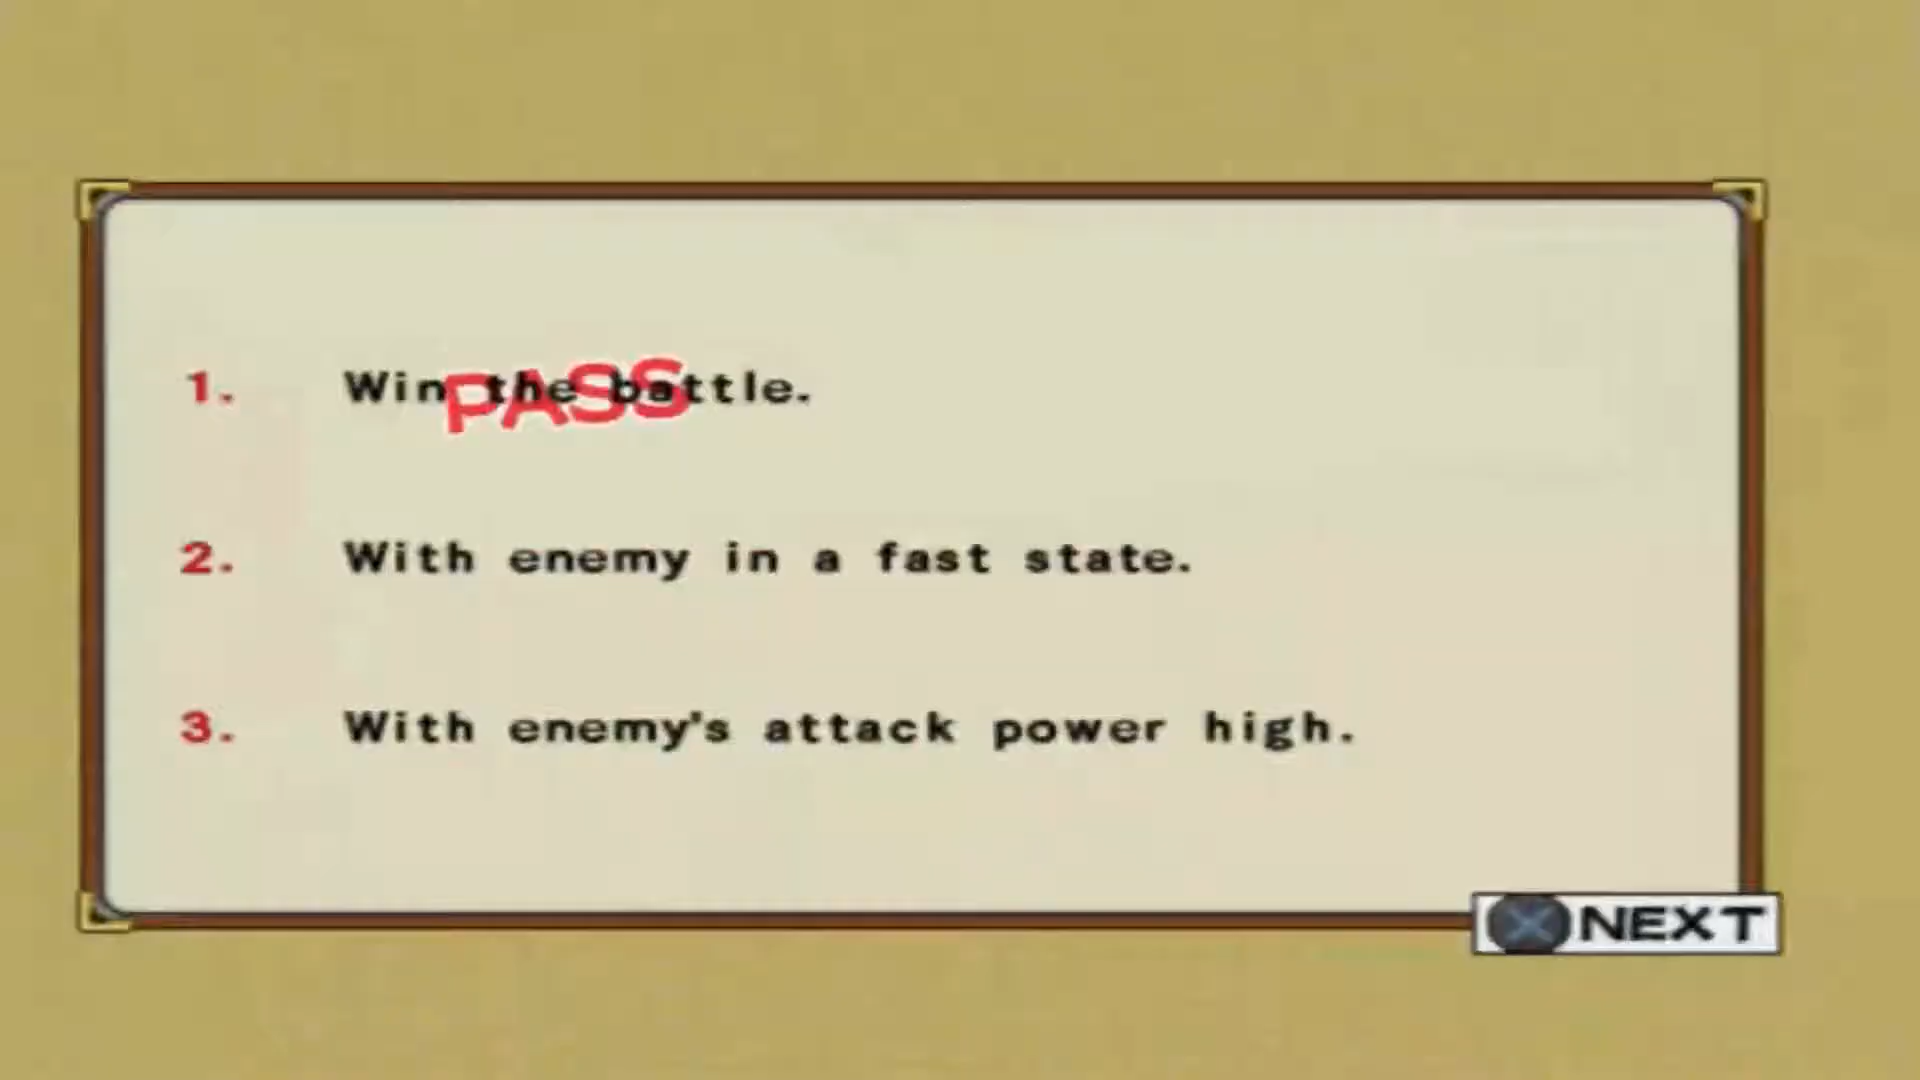 1. Win the battle.
PASS
2. With enemy in a fast state.
3. With enemy's attack power high.
NEXT